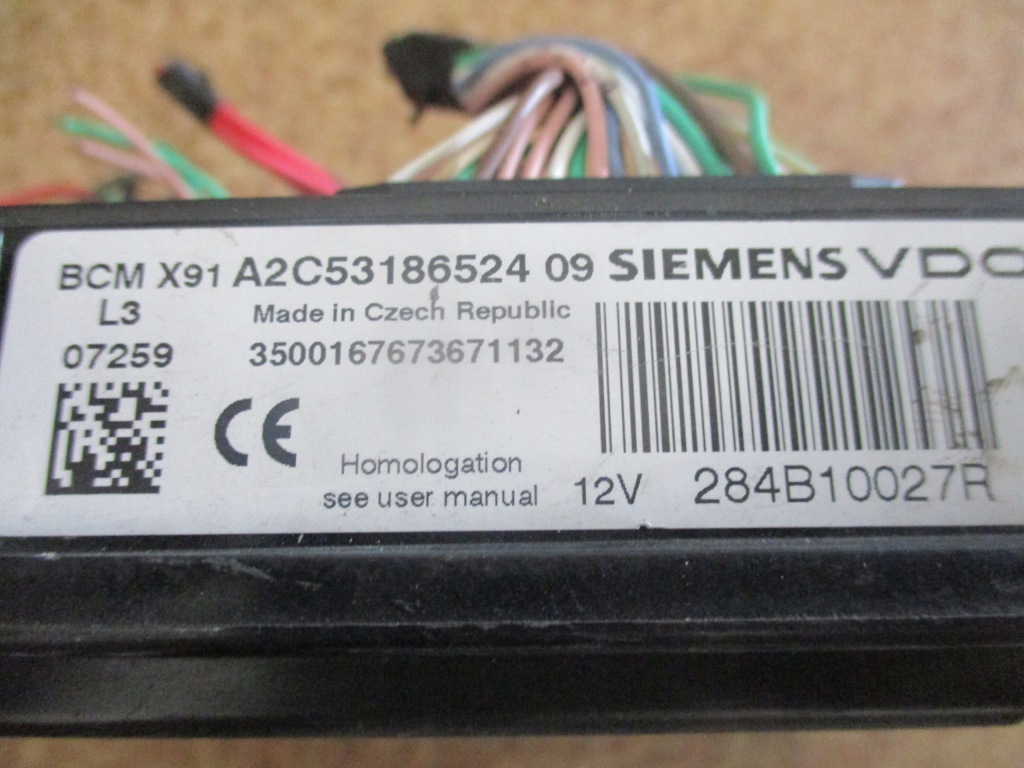 BCM X91 A2C53186524 09 SIEMENS VDO
L3 Made in Czech Republic
07259 3500167673671132
CE
Homologation
see user manual 12V 284B10027R